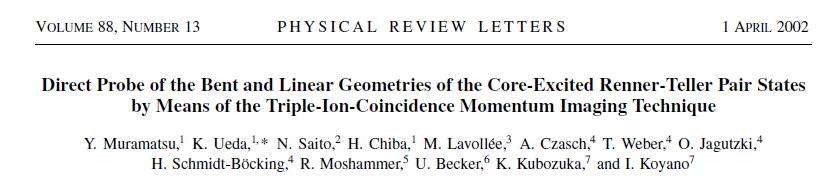 VOLUME 88, NUMBER 13 PHYSICAL REVIEW LETTERS 1 APRIL 2002
Direct Probe of the Bent and Linear Geometries of the Core-Excited Renner-Teller Pair States
by Means of the Triple-Ion-Coincidence Momentum Imaging Technique
Y. Muramatsu,¹ K. Ueda,¹,* N. Saito,² H. Chiba,¹ M. Lavollée,³ A. Czasch,⁴ T. Weber,⁴ O. Jagutzki,⁴
H. Schmidt-Böcking,⁴ R. Moshammer,⁵ U. Becker,⁶ K. Kubozuka,⁷ and I. Koyano⁷